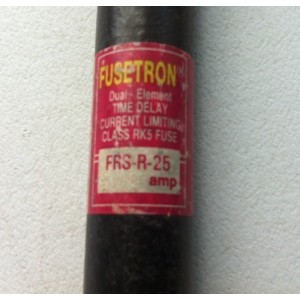 FUSETRON
Dual-Element
TIME DELAY
CURRENT LIMITING
CLASS RK5 FUSE
FRS-R-25
amp